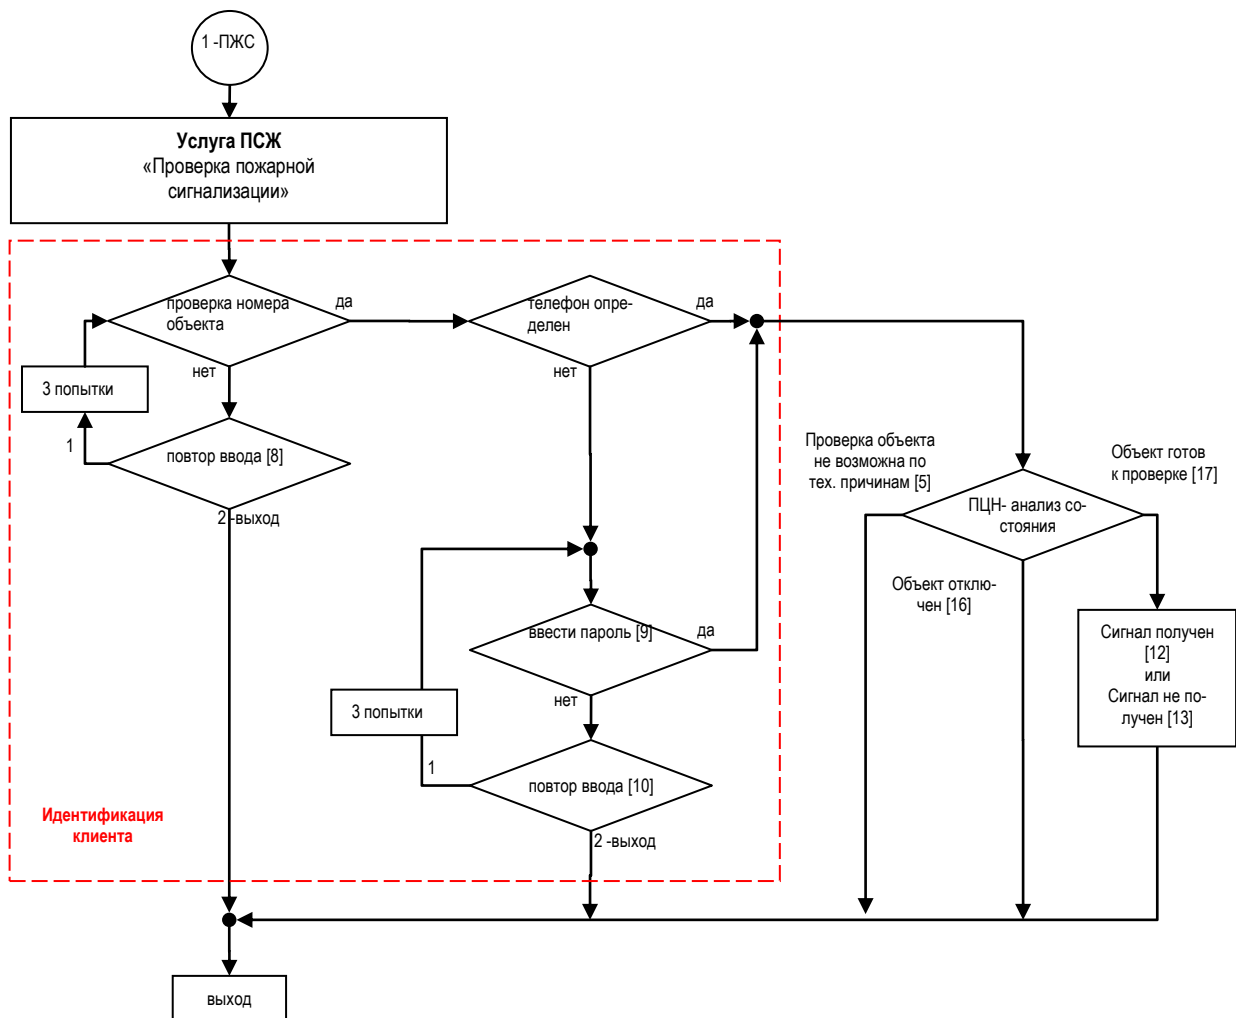 1 -ПЖС
Услуга ПСЖ
«Проверка пожарной
сигнализации»
проверка номера
объекта
да
телефон опре-
делен
да
нет
нет
3 попытки
1
повтор ввода [8]
2 -выход
Проверка объекта
не возможна по
тех. причинам [5]
Объект готов
к проверке [17]
ПЦН- анализ со-
стояния
Объект отклю-
чен [16]
ввести пароль [9]
да
нет
Сигнал получен
[12]
или
Сигнал не по-
лучен [13]
3 попытки
1
повтор ввода [10]
2 -выход
Идентификация
клиента
выход